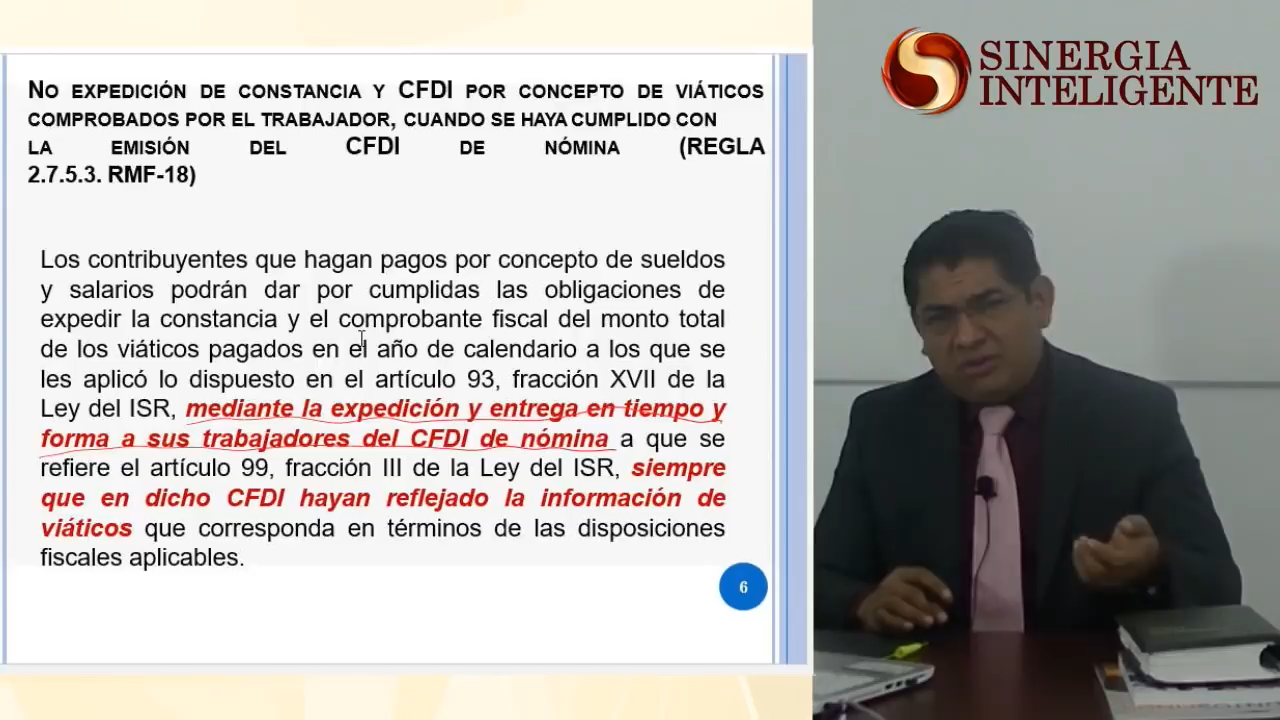 NO EXPEDICIÓN DE CONSTANCIA Y CFDI POR CONCEPTO DE VIÁTICOS
COMPROBADOS POR EL TRABAJADOR, CUANDO SE HAYA CUMPLIDO CON
LA EMISIÓN DEL CFDI DE NÓMINA (REGLA
2.7.5.3. RMF-18)
Los contribuyentes que hagan pagos por concepto de sueldos
y salarios podrán dar por cumplidas las obligaciones de
expedir la constancia y el comprobante fiscal del monto total
de los viáticos pagados en el año de calendario a los que se
les aplicó lo dispuesto en el artículo 93, fracción XVII de la
Ley del ISR, mediante la expedición y entrega en tiempo y
forma a sus trabajadores del CFDI de nómina a que se
refiere el artículo 99, fracción III de la Ley del ISR, siempre
que en dicho CFDI hayan reflejado la información de
viáticos que corresponda en términos de las disposiciones
fiscales aplicables.
6
SINERGIA
INTELIGENTE